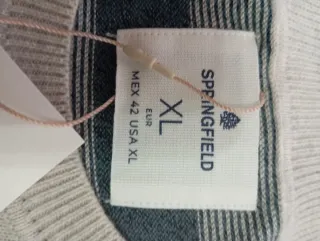 SPRINGFIELD
XL
EUR
MEX 42 USA XL